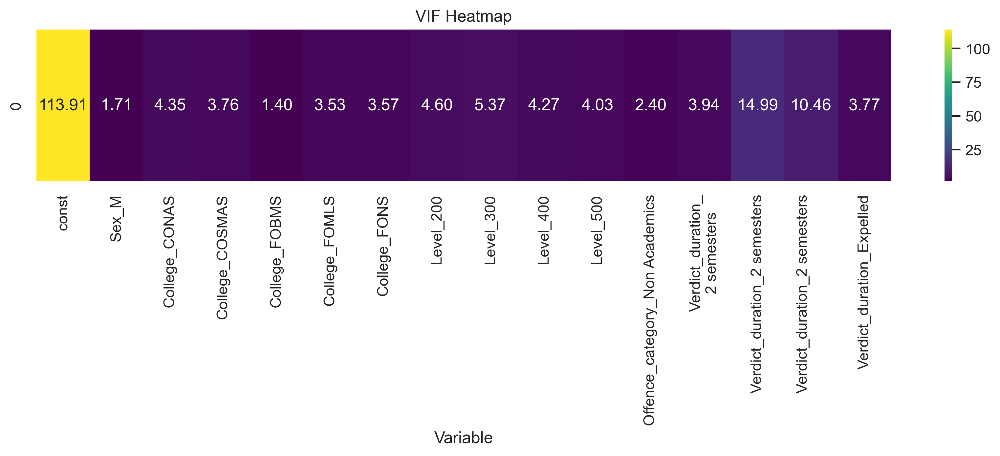 VIF Heatmap
0
113.91 1.71 4.35 3.76 1.40 3.53 3.57 4.60 5.37 4.27 4.03 2.40 3.94 14.99 10.46 3.77
100
75
50
25
const
Sex_M
College_CONAS
College_COSMAS
College_FOBMS
College_FOMLS
College_FONS
Level_200
Level_300
Level_400
Level_500
Offence_category_Non Academics
Verdict_duration_
2 semesters
Verdict_duration_2 semesters
Verdict_duration_2 semesters
Verdict_duration_Expelled
Variable